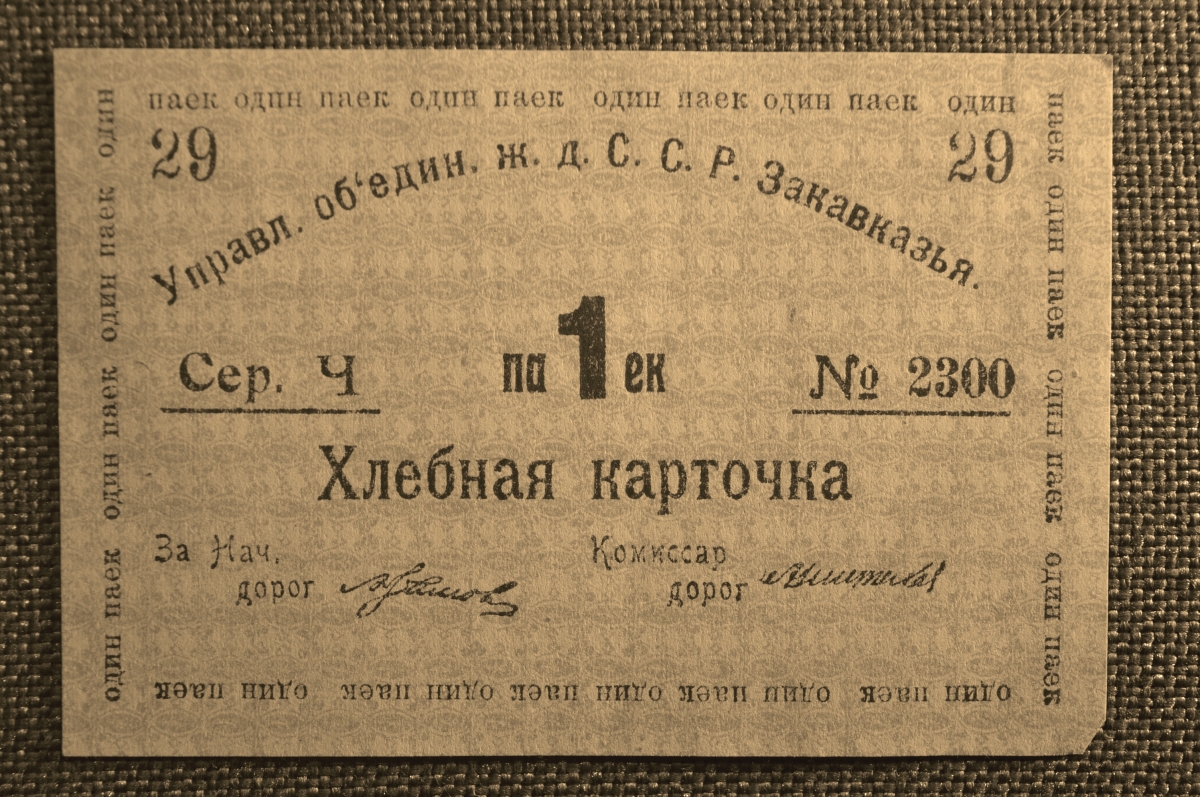 паек один паек один паек один паек один паек один
29 29
Управл. об'един. ж. д. С. С. Р. Закавказья.
Сер. Ч па 1 ек № 2300
Хлебная карточка
За Нач. Комиссар
дорог дорог
один паек один паек один паек один паек один
паек один паек один паек один паек
один паек один паек один паек один паек один паек